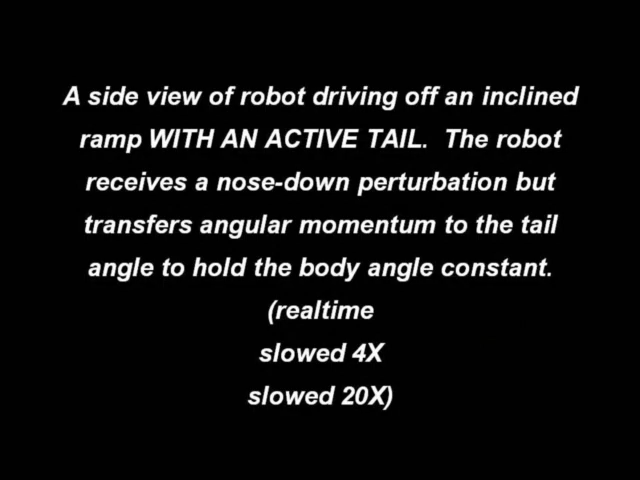 A side view of robot driving off an inclined
ramp WITH AN ACTIVE TAIL.  The robot
receives a nose-down perturbation but
transfers angular momentum to the tail
angle to hold the body angle constant.
(realtime
slowed 4X
slowed 20X)